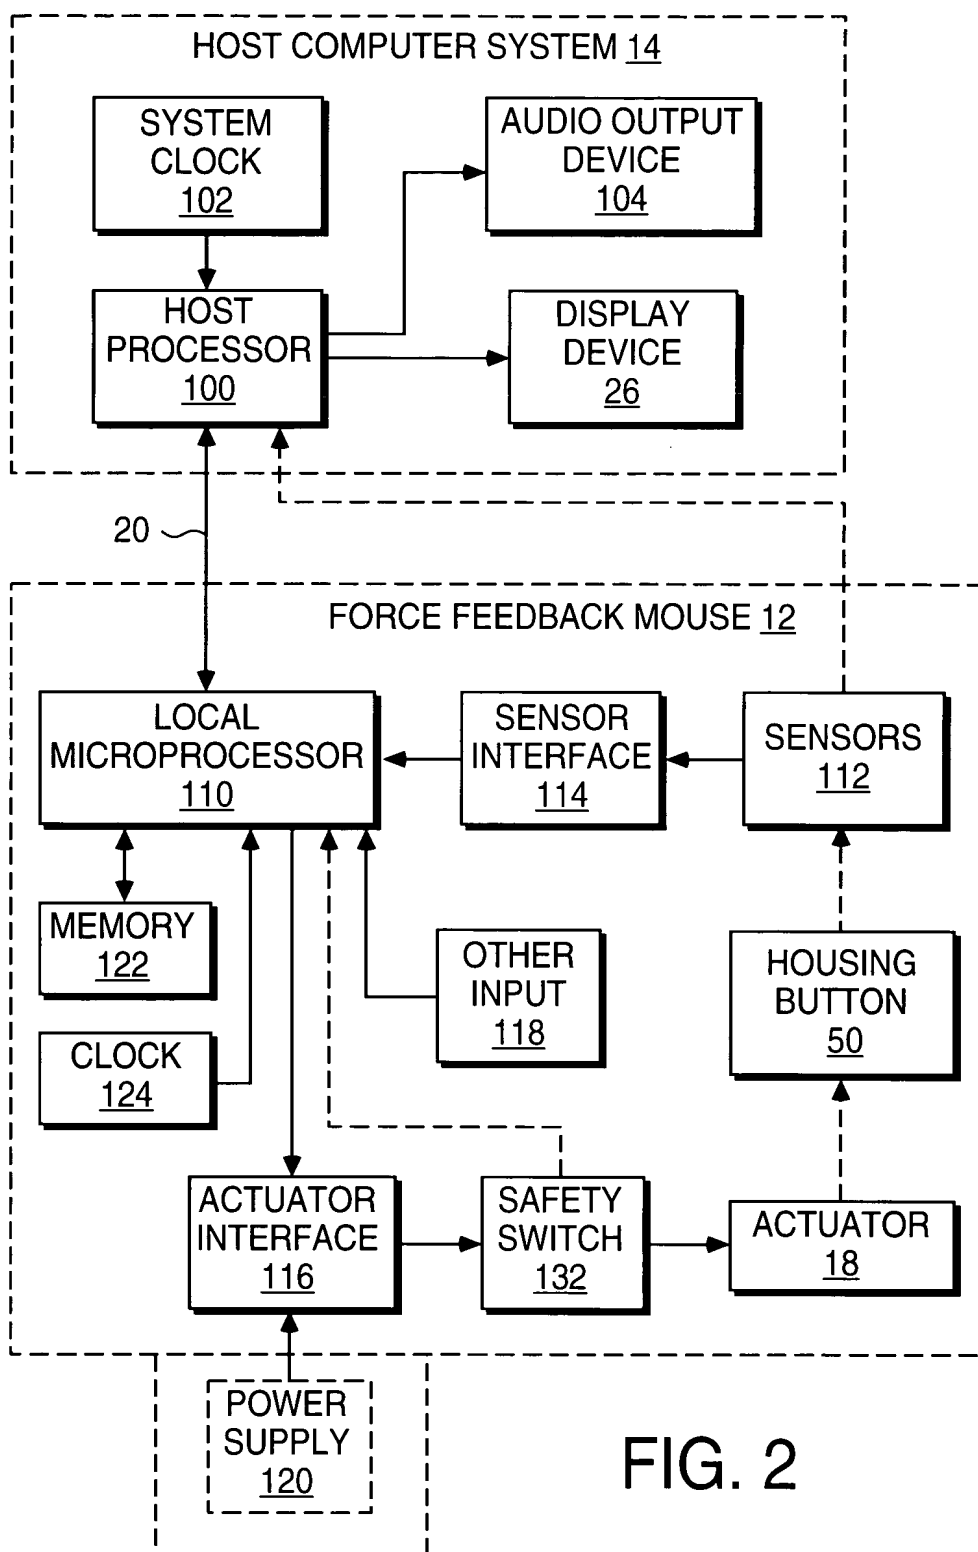 HOST COMPUTER SYSTEM 14
SYSTEM
CLOCK
102
AUDIO OUTPUT
DEVICE
104
HOST
PROCESSOR
100
DISPLAY
DEVICE
26
20
FORCE FEEDBACK MOUSE 12
LOCAL
MICROPROCESSOR
110
SENSOR
INTERFACE
114
SENSORS
112
MEMORY
122
OTHER
INPUT
118
HOUSING
BUTTON
50
CLOCK
124
ACTUATOR
INTERFACE
116
SAFETY
SWITCH
132
ACTUATOR
18
POWER
SUPPLY
120
FIG. 2